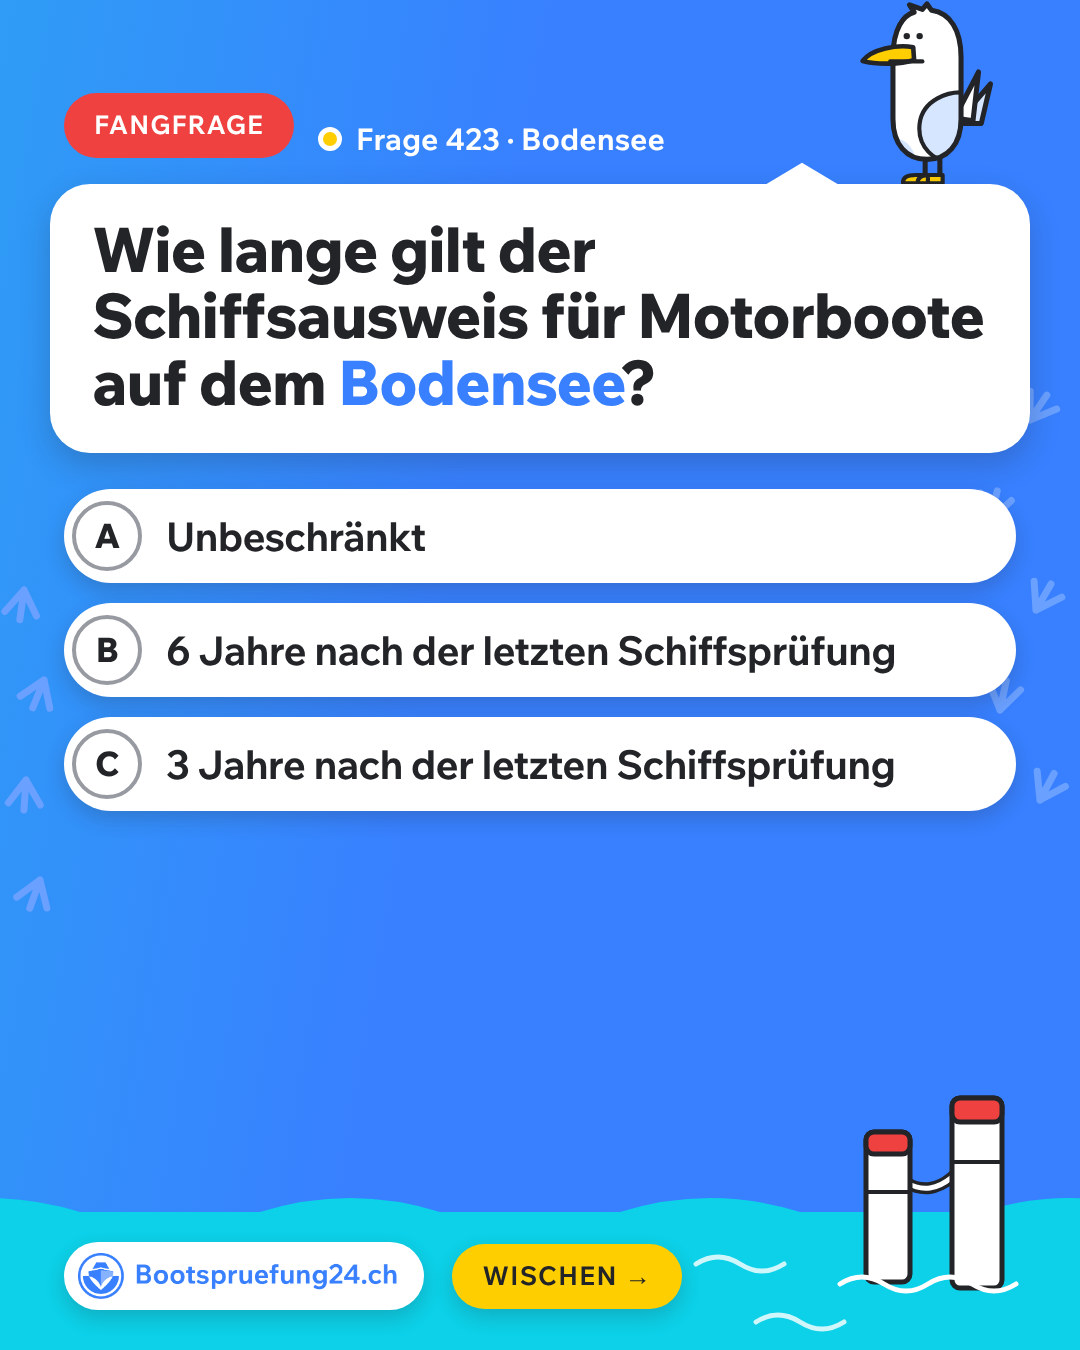 FANGFRAGE
Frage 423 · Bodensee
Wie lange gilt der
Schiffsausweis für Motorboote
auf dem Bodensee?
A Unbeschränkt
B 6 Jahre nach der letzten Schiffsprüfung
C 3 Jahre nach der letzten Schiffsprüfung
Bootspruefung24.ch
WISCHEN →